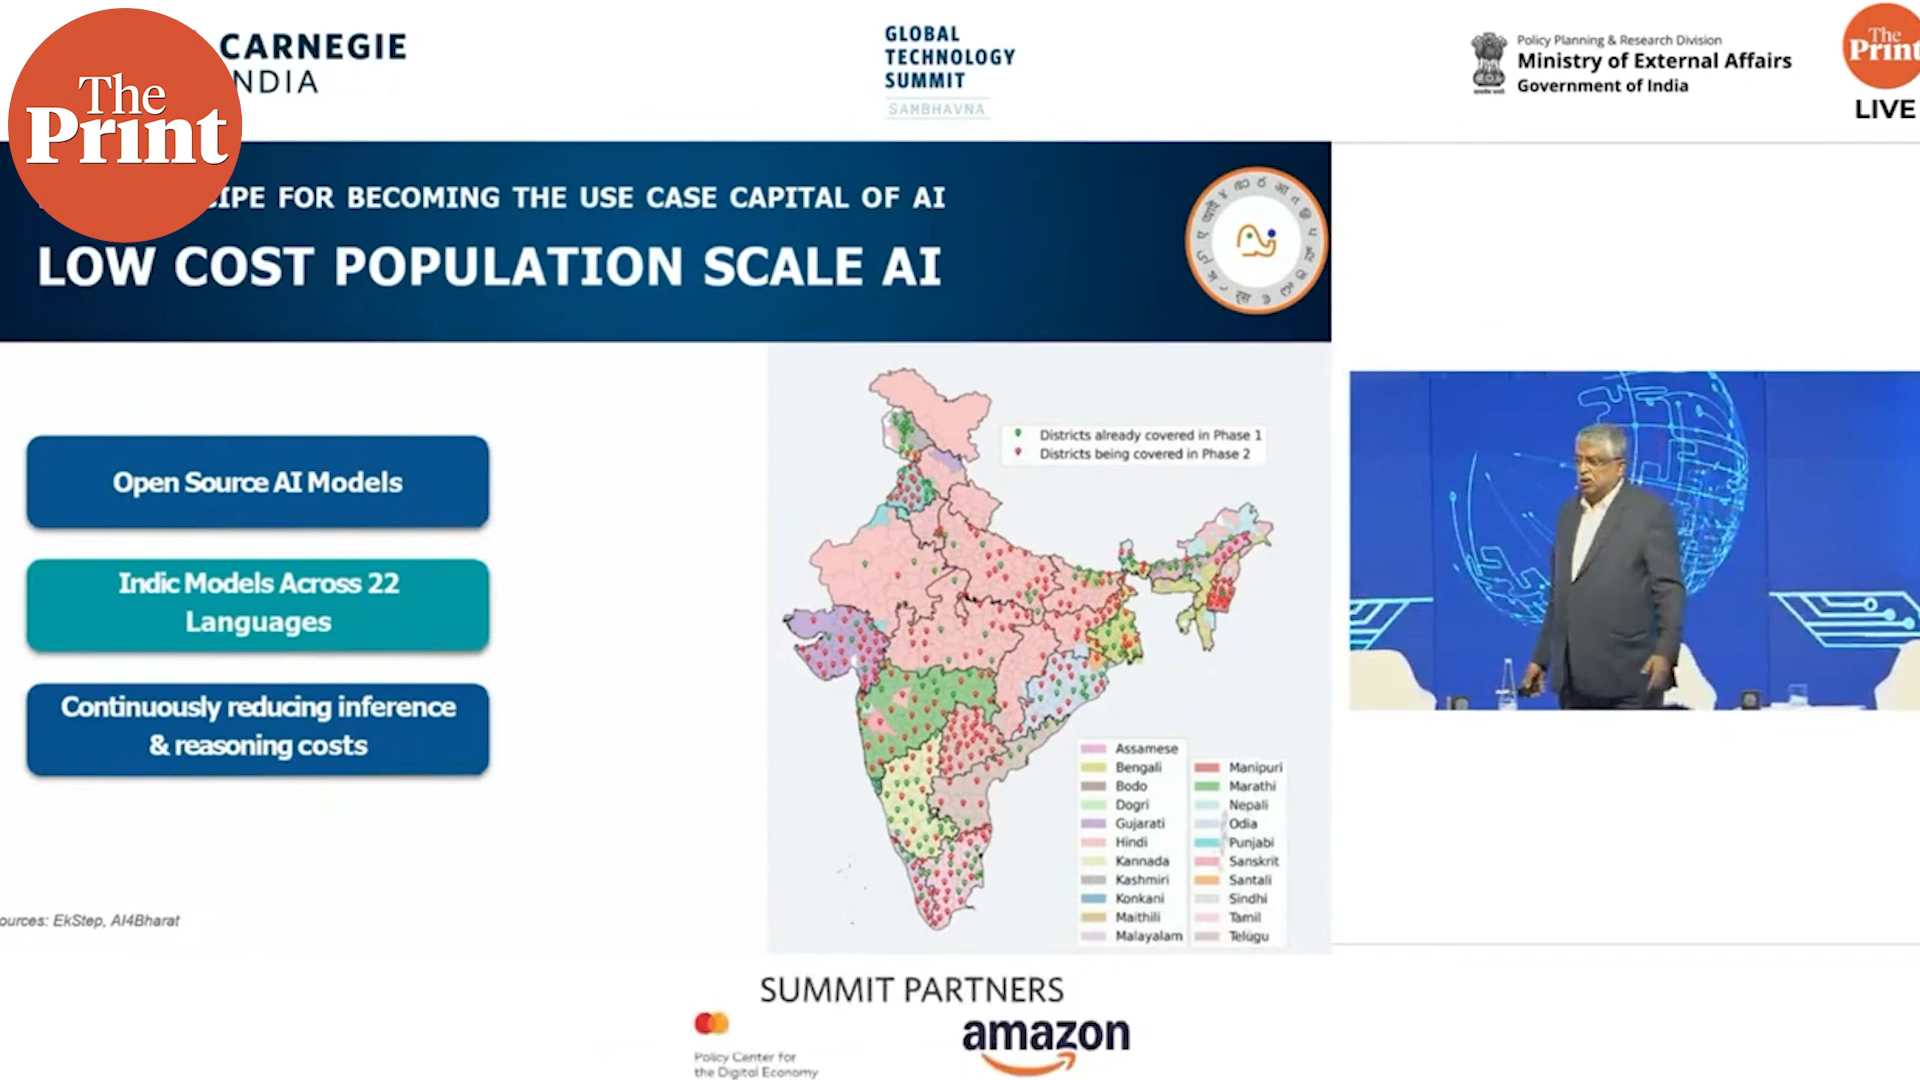 The
Print
CARNEGIE
NDIA
GLOBAL
TECHNOLOGY
SUMMIT
SAMBHAVNA
Policy Planning & Research Division
Ministry of External Affairs
Government of India
The
Print
LIVE
IPE FOR BECOMING THE USE CASE CAPITAL OF AI
LOW COST POPULATION SCALE AI
Open Source AI Models
Indic Models Across 22
Languages
Continuously reducing inference
& reasoning costs
ources: EkStep, AI4Bharat
Districts already covered in Phase 1
Districts being covered in Phase 2
Assamese
Bengali
Bodo
Dogri
Gujarati
Hindi
Kannada
Kashmiri
Konkani
Maithili
Malayalam
Manipuri
Marathi
Nepali
Odia
Punjabi
Sanskrit
Santali
Sindhi
Tamil
Telugu
SUMMIT PARTNERS
Policy Center for
the Digital Economy
amazon